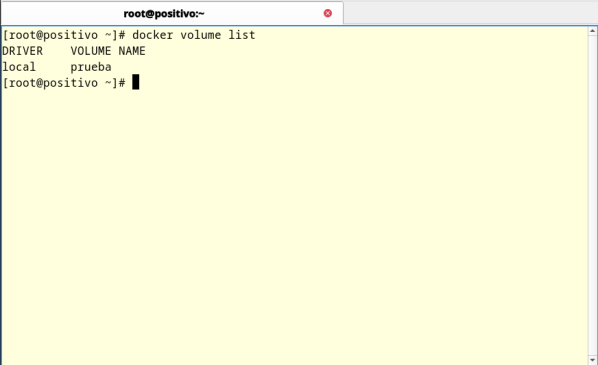 root@positivo:~
[root@positivo ~]# docker volume list
DRIVER    VOLUME NAME
local     prueba
[root@positivo ~]#